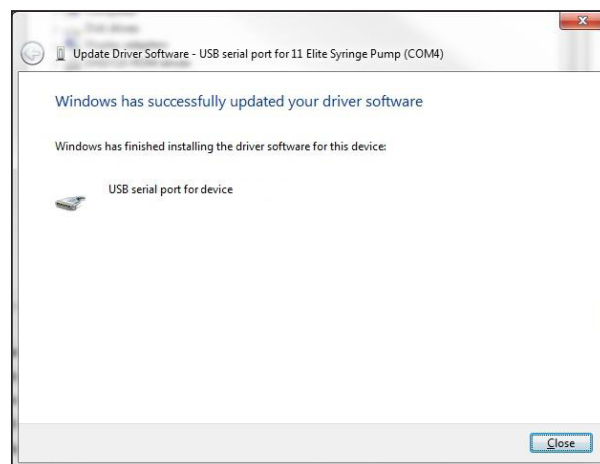 Update Driver Software - USB serial port for 11 Elite Syringe Pump (COM4)
Windows has successfully updated your driver software
Windows has finished installing the driver software for this device:
USB serial port for device
Close